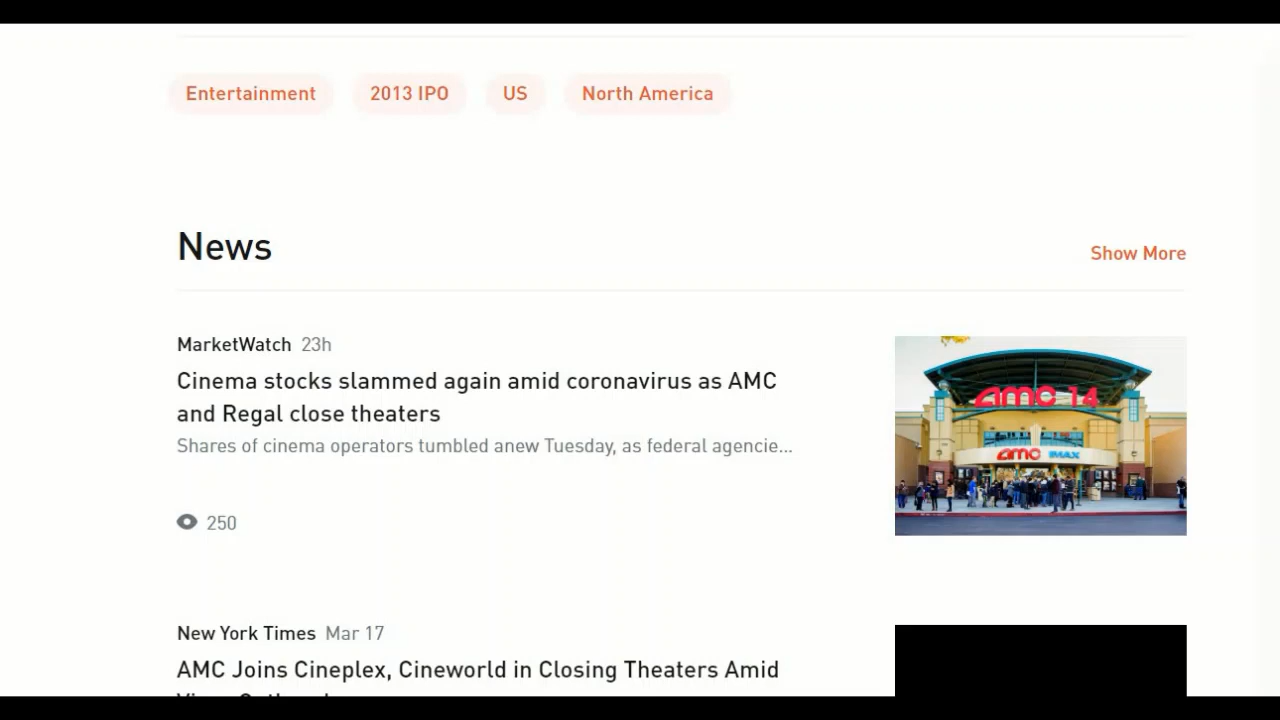 Entertainment 2013 IPO US North America
News
Show More
MarketWatch 23h
Cinema stocks slammed again amid coronavirus as AMC
and Regal close theaters
Shares of cinema operators tumbled anew Tuesday, as federal agencie...
250
amc 14
amc IMAX
New York Times Mar 17
AMC Joins Cineplex, Cineworld in Closing Theaters Amid